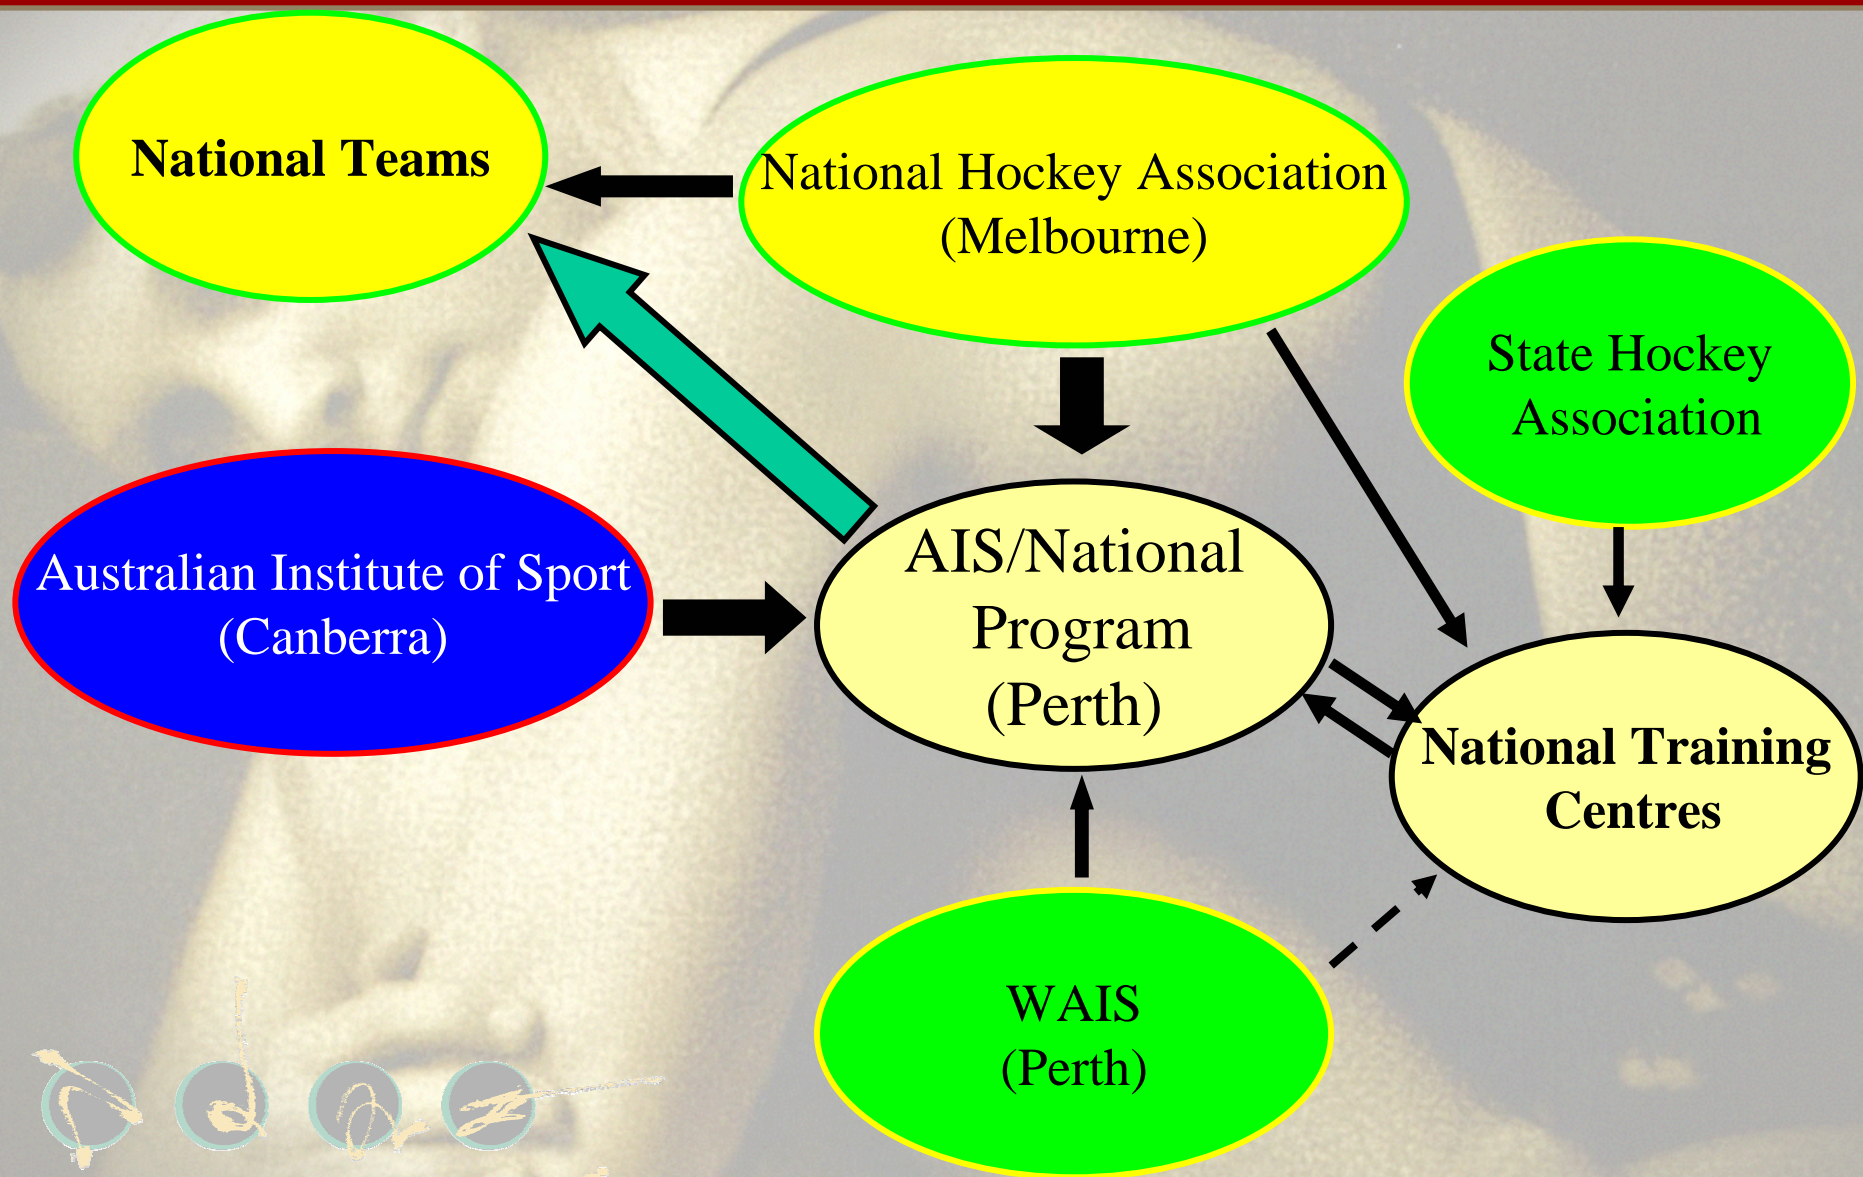 National Teams
National Hockey Association
(Melbourne)
State Hockey
Association
Australian Institute of Sport
(Canberra)
AIS/National
Program
(Perth)
National Training
Centres
WAIS
(Perth)